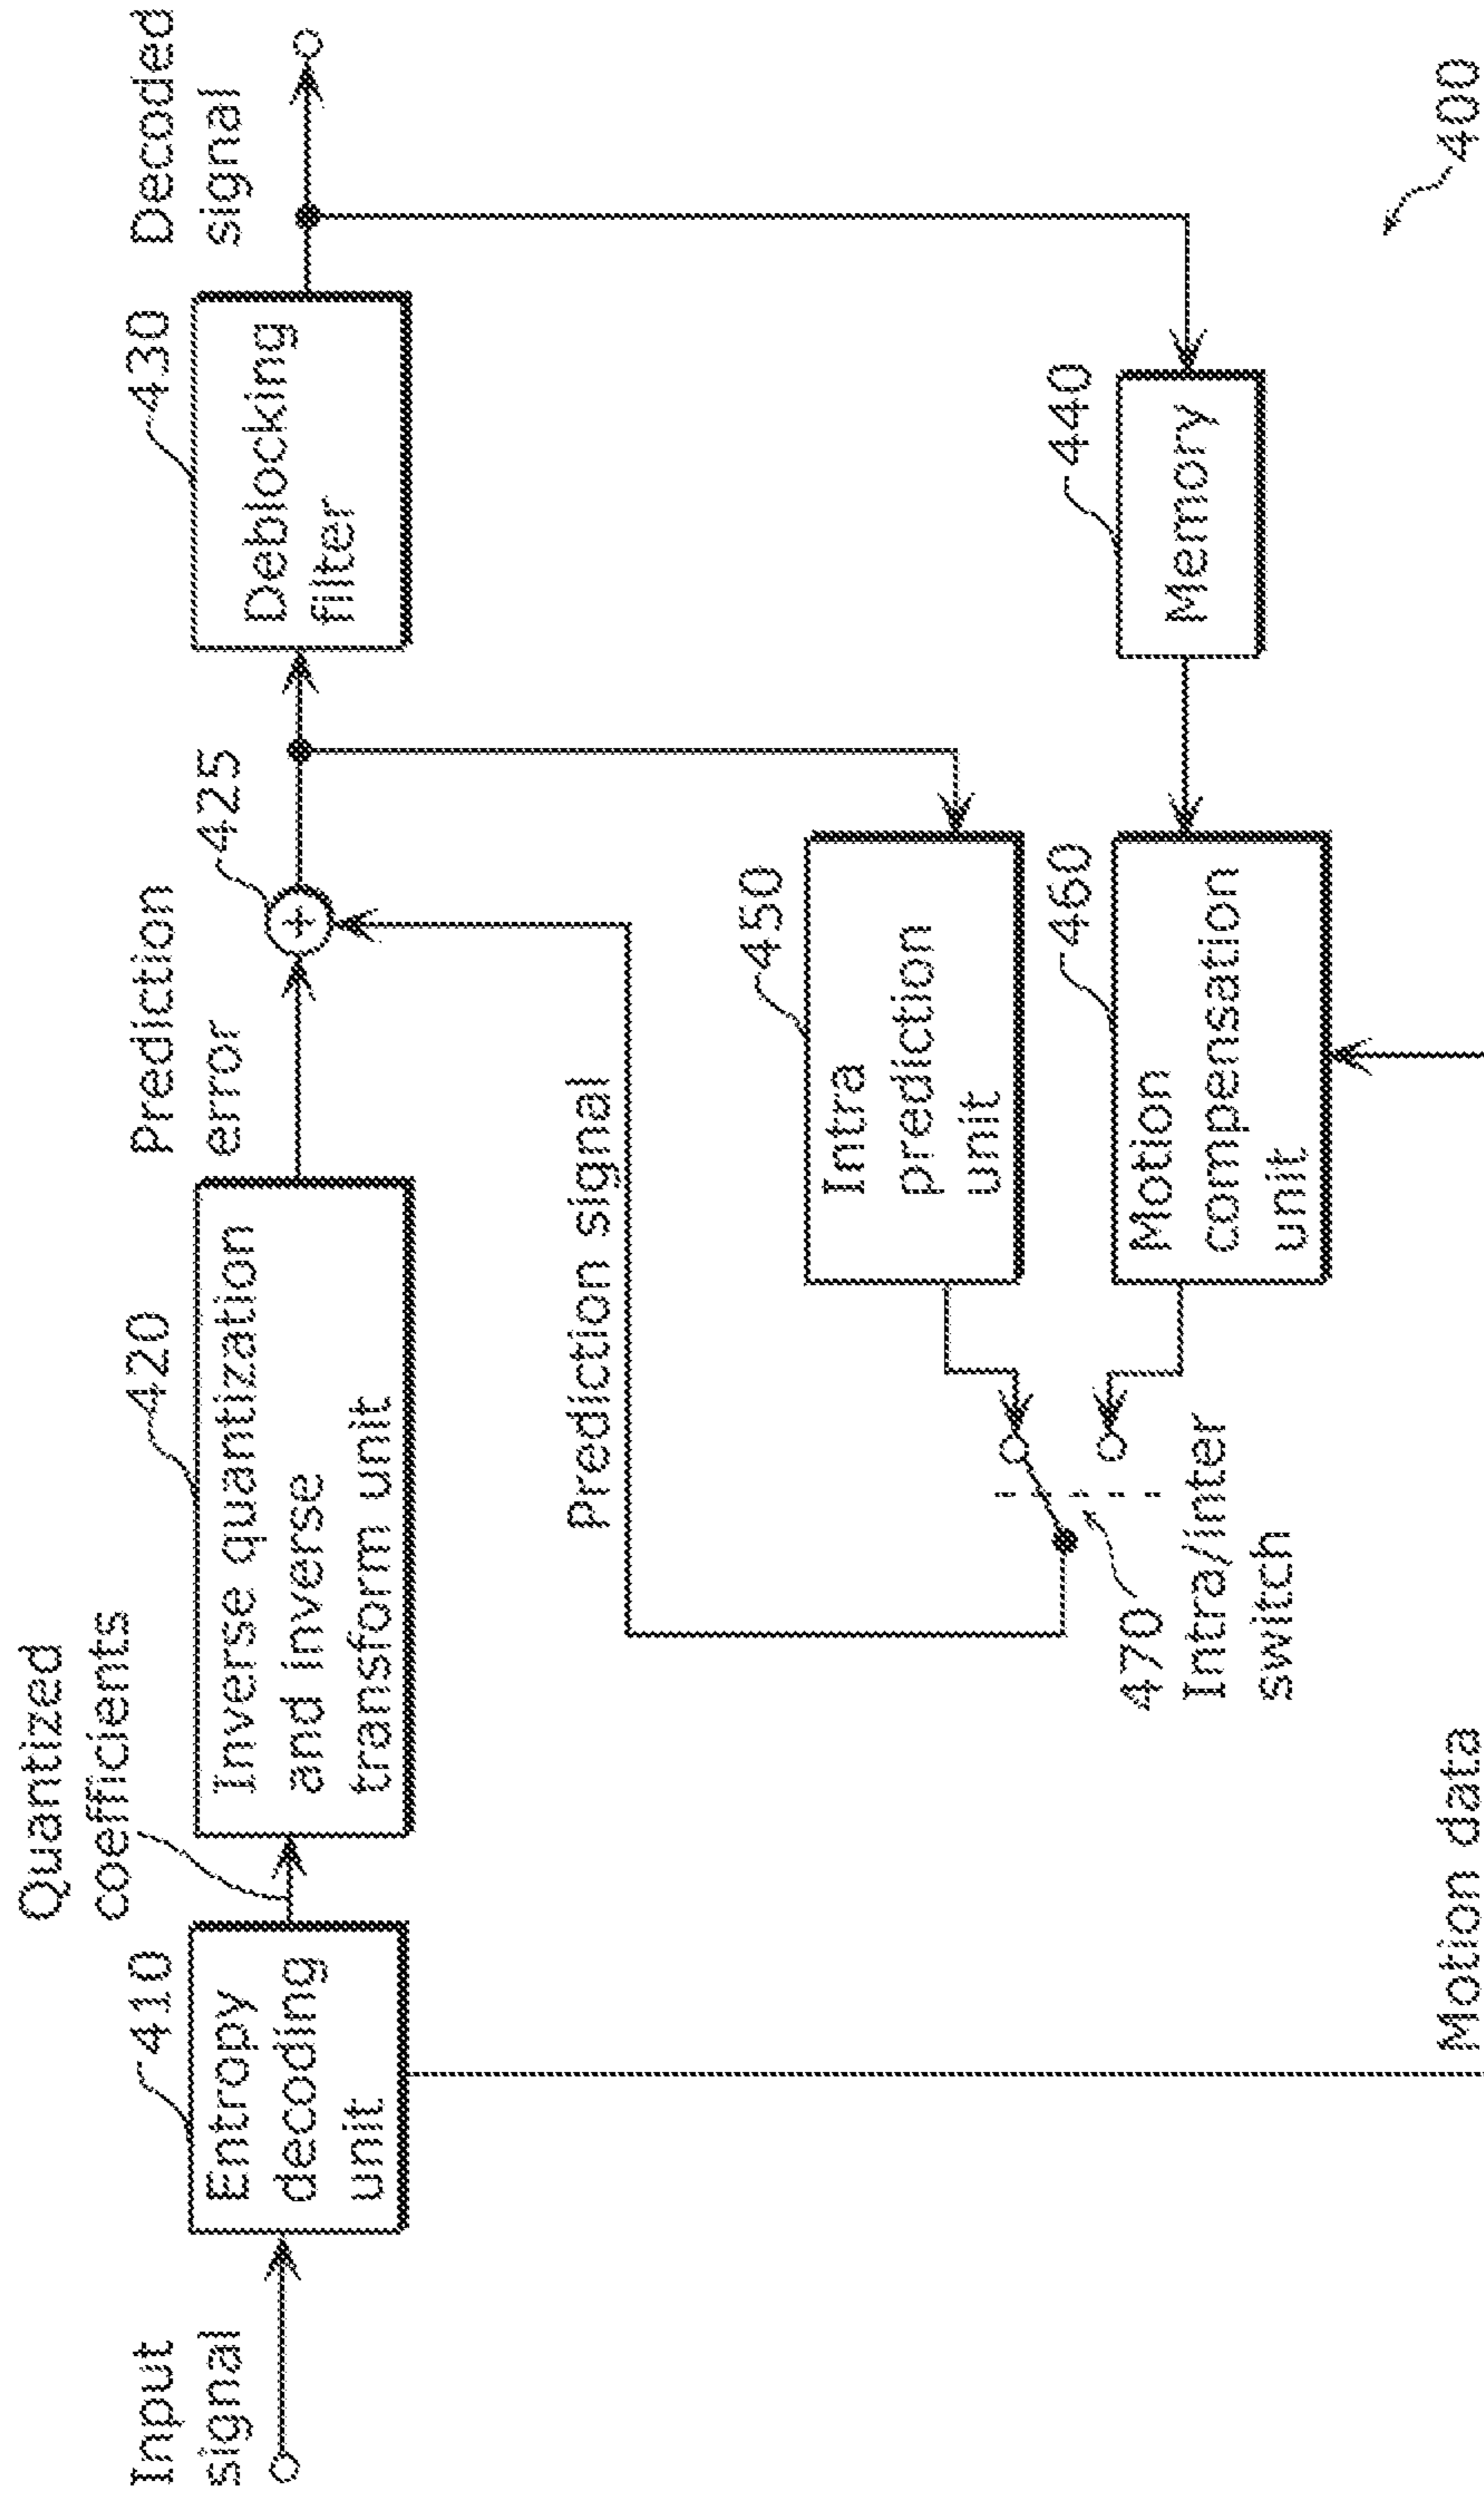 Quantized
coefficients
Input
signal
410
Entropy
decoding
unit
420
Inverse quantization
and inverse
transform unit
Prediction
error
425
430
Deblocking
filter
Decoded
signal
Prediction signal
450
Intra
prediction
unit
440
Memory
460
Motion
compensation
unit
470
Intra/inter
switch
Motion data
400